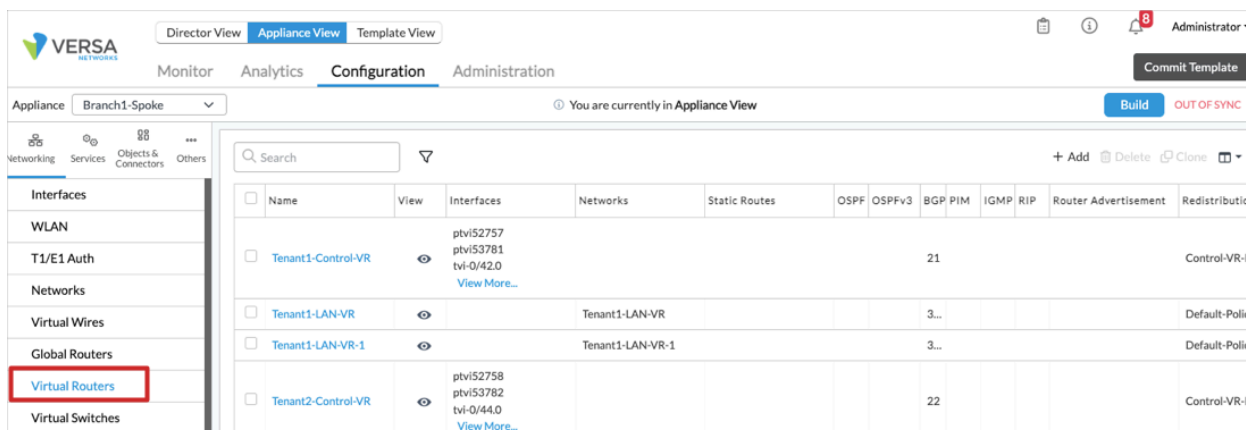 VERSA
NETWORKS
Director View Appliance View Template View
8
Administrator
Monitor Analytics Configuration Administration
Commit Template
Appliance Branch1-Spoke
You are currently in Appliance View
Build OUT OF SYNC
Networking Services Objects & Connectors Others
Search
+ Add Delete Clone
Interfaces
WLAN
T1/E1 Auth
Networks
Virtual Wires
Global Routers
Virtual Routers
Virtual Switches
Name View Interfaces Networks Static Routes OSPF OSPFv3 BGP PIM IGMP RIP Router Advertisement Redistributio
Tenant1-Control-VR
ptvi52757
ptvi53781
tvi-0/42.0
View More...
21
Control-VR-
Tenant1-LAN-VR Tenant1-LAN-VR 3... Default-Poli
Tenant1-LAN-VR-1 Tenant1-LAN-VR-1 3... Default-Poli
Tenant2-Control-VR
ptvi52758
ptvi53782
tvi-0/44.0
View More...
22
Control-VR-